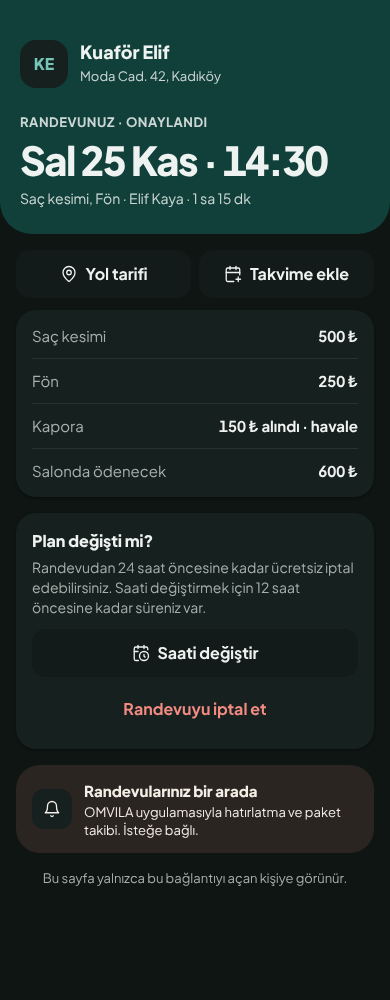 KE
Kuaför Elif
Moda Cad. 42, Kadıköy
RANDEVUNUZ · ONAYLANDI
Sal 25 Kas · 14:30
Saç kesimi, Fön · Elif Kaya · 1 sa 15 dk
Yol tarifi
Takvime ekle
Saç kesimi 500 ₺
Fön 250 ₺
Kapora 150 ₺ alındı · havale
Salonda ödenecek 600 ₺
Plan değişti mi?
Randevudan 24 saat öncesine kadar ücretsiz iptal
edebilirsiniz. Saati değiştirmek için 12 saat
öncesine kadar süreniz var.
Saati değiştir
Randevuyu iptal et
Randevularınız bir arada
OMVILA uygulamasıyla hatırlatma ve paket
takibi. İsteğe bağlı.
Bu sayfa yalnızca bu bağlantıyı açan kişiye görünür.